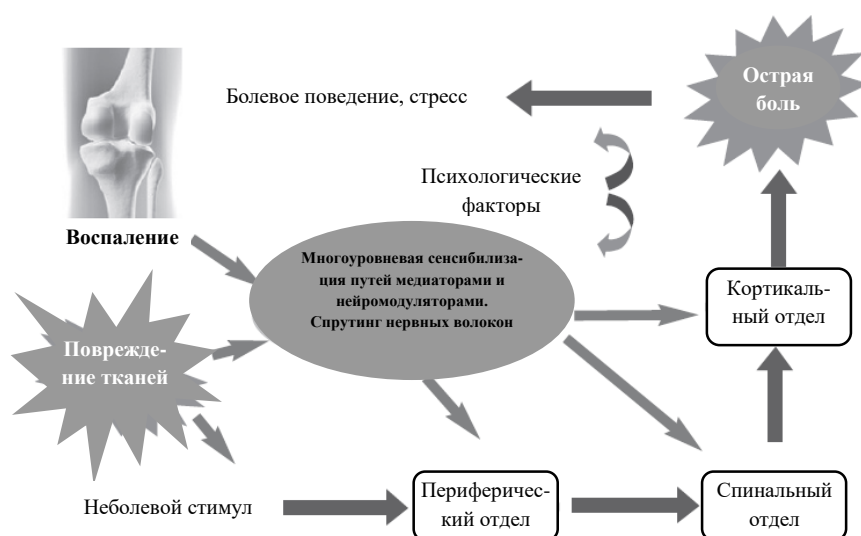 Острая
боль
Болевое поведение, стресс
Психологические
факторы
Воспаление
Многоуровневая сенсибилиза-
ция путей медиаторами и
нейромодуляторами.
Спрутинг нервных волокон
Кортикаль-
ный отдел
Поврежде-
ние тканей
Неболевой стимул
Перифериче­с-
кий отдел
Спинальный
отдел